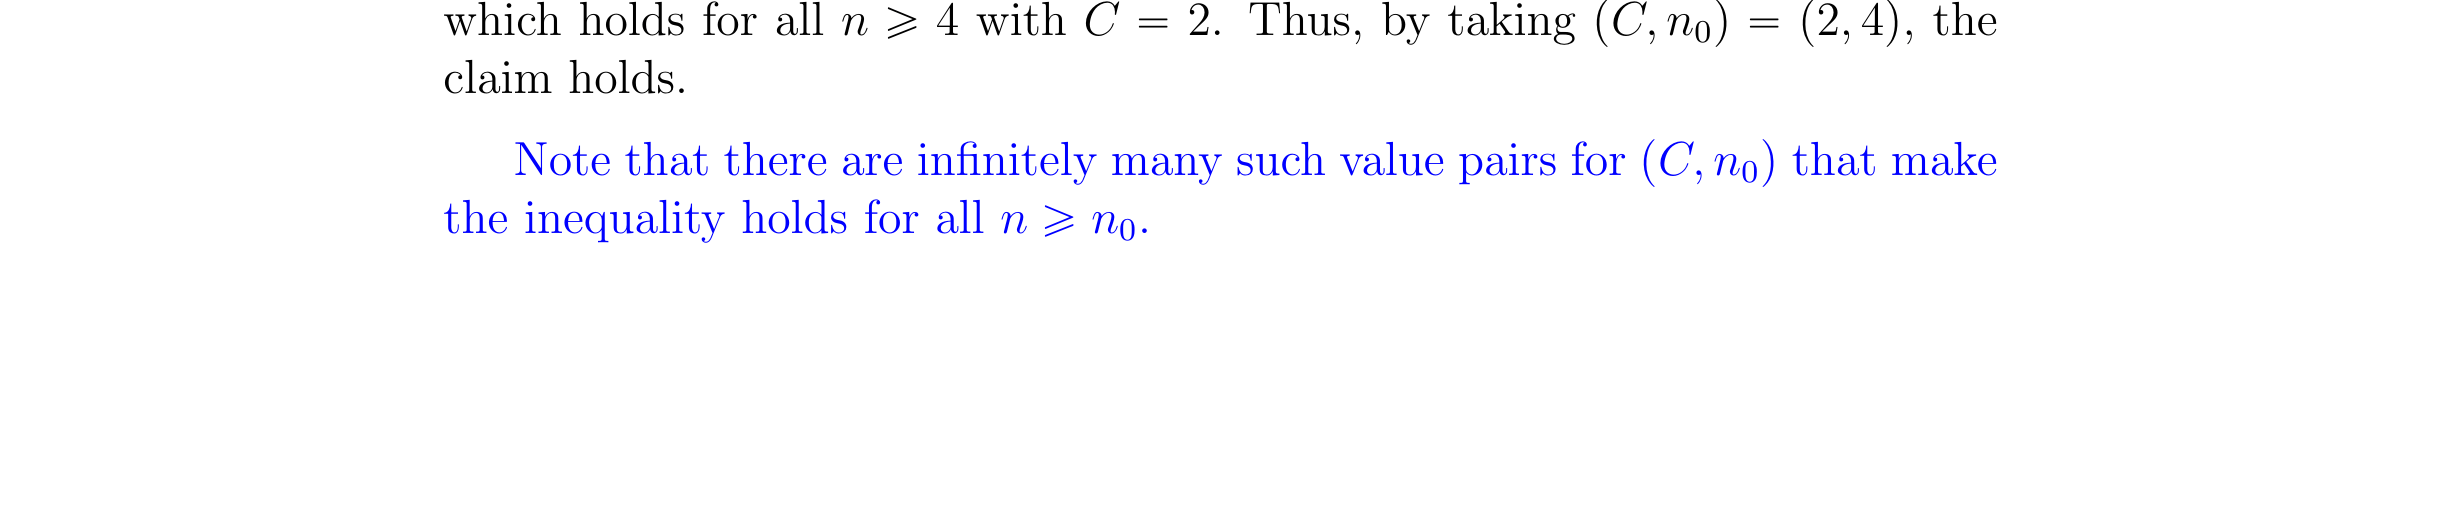 which holds for all n ⩾ 4 with C = 2. Thus, by taking (C, n₀) = (2, 4), the
claim holds.
Note that there are infinitely many such value pairs for (C, n₀) that make
the inequality holds for all n ⩾ n₀.